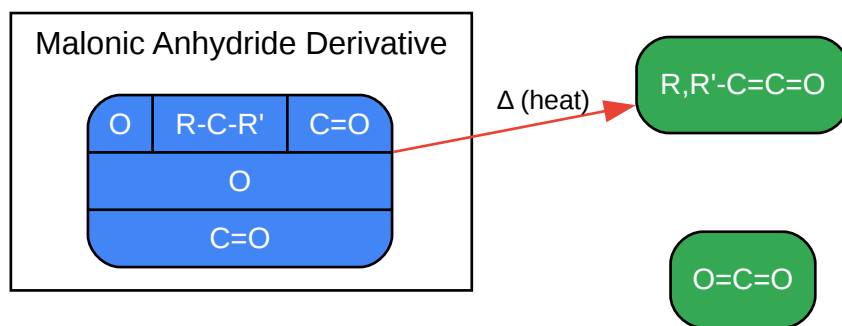 Malonic Anhydride Derivative
O R-C-R' C=O
O
C=O
Δ (heat)
R,R'-C=C=O
O=C=O